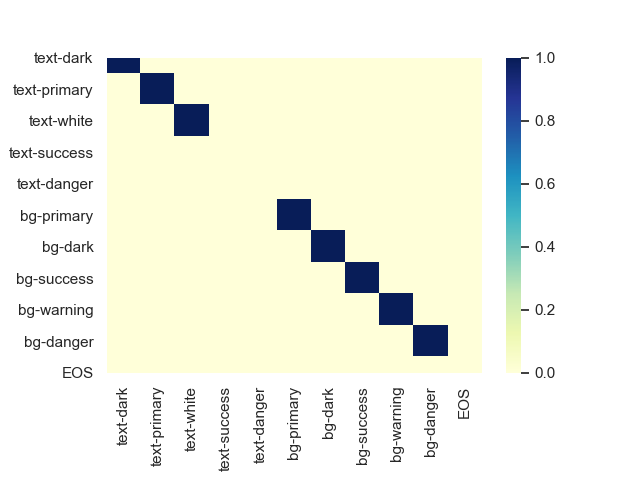 text-dark
text-primary
text-white
text-success
text-danger
bg-primary
bg-dark
bg-success
bg-warning
bg-danger
EOS
text-dark
text-primary
text-white
text-success
text-danger
bg-primary
bg-dark
bg-success
bg-warning
bg-danger
EOS
1.0
0.8
0.6
0.4
0.2
0.0